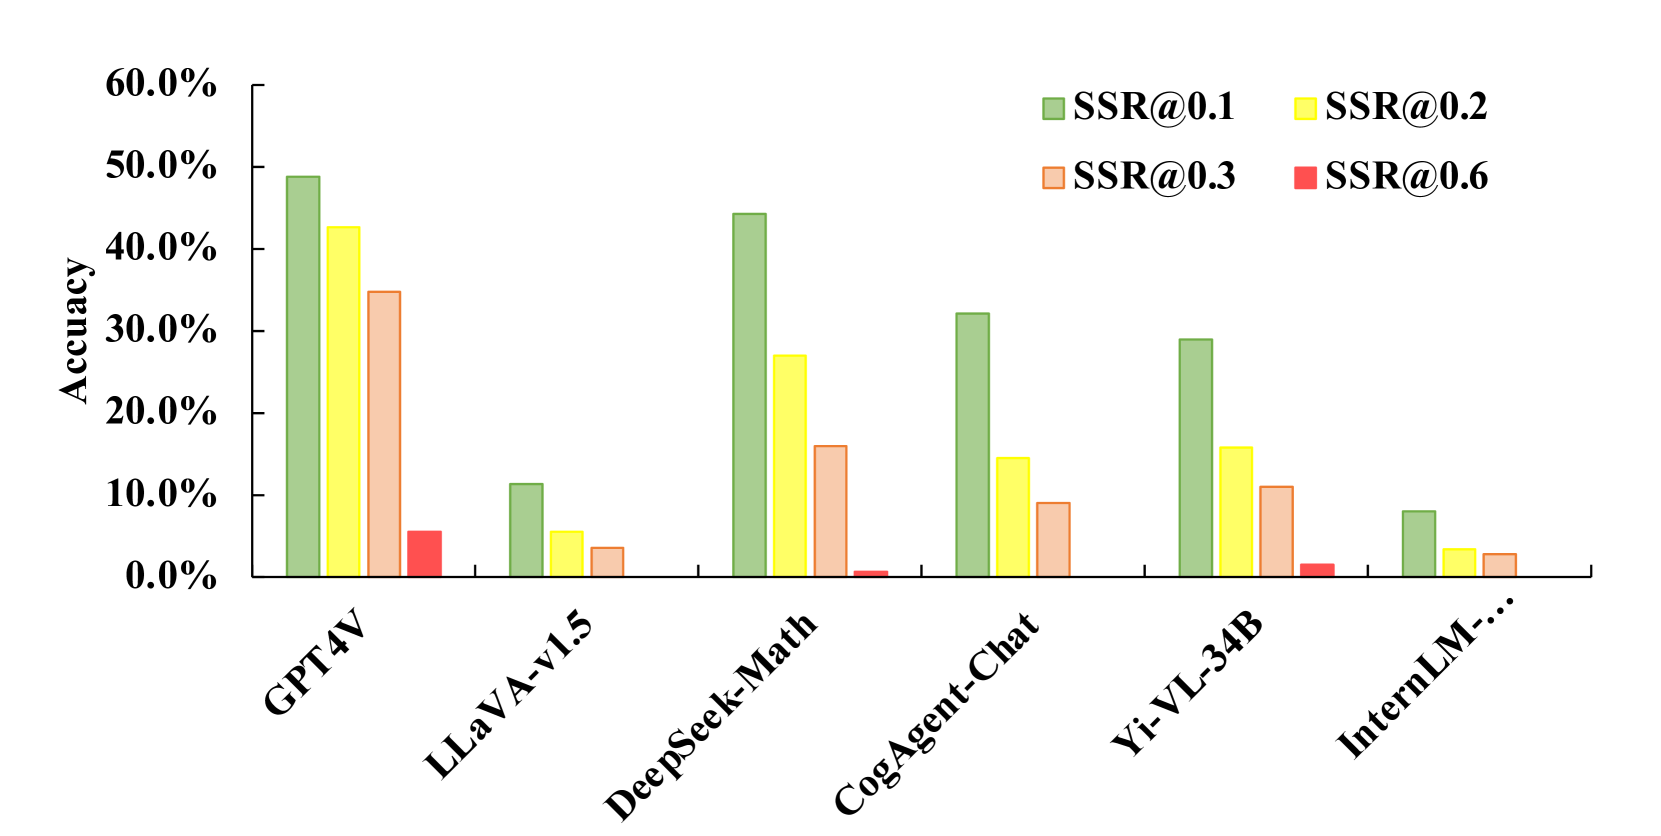 60.0%
50.0%
40.0%
30.0%
20.0%
10.0%
0.0%
Accuacy
SSR@0.1
SSR@0.2
SSR@0.3
SSR@0.6
GPT4V
LLaVA-v1.5
DeepSeek-Math
CogAgent-Chat
Yi-VL-34B
InternLM-...